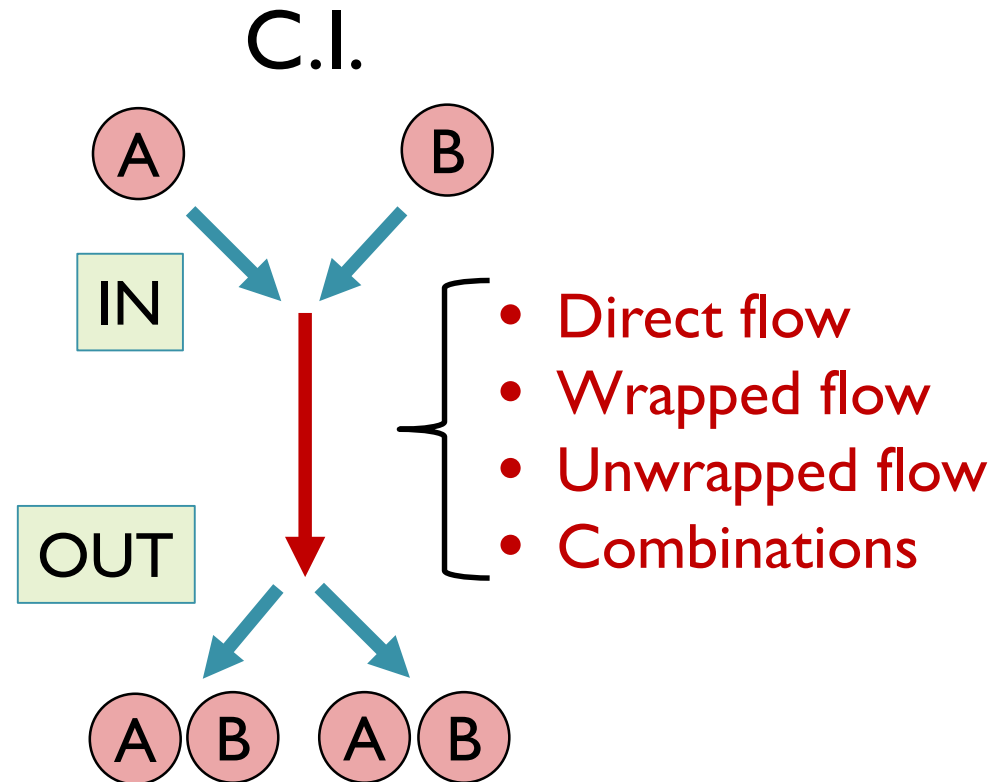 C.I.
A B
IN
• Direct flow
• Wrapped flow
• Unwrapped flow
• Combinations
OUT
A B A B